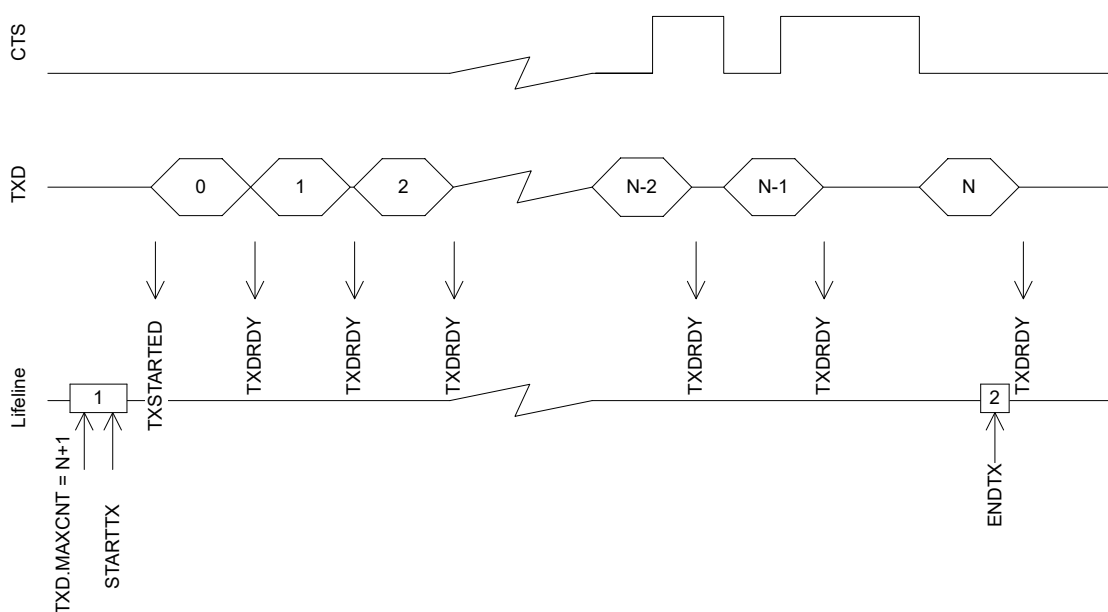 CTS
TXD
0
1
2
N-2
N-1
N
TXSTARTED
TXDRDY
TXDRDY
TXDRDY
TXDRDY
TXDRDY
TXDRDY
Lifeline
1
2
TXD.MAXCNT = N+1
STARTTX
ENDTX